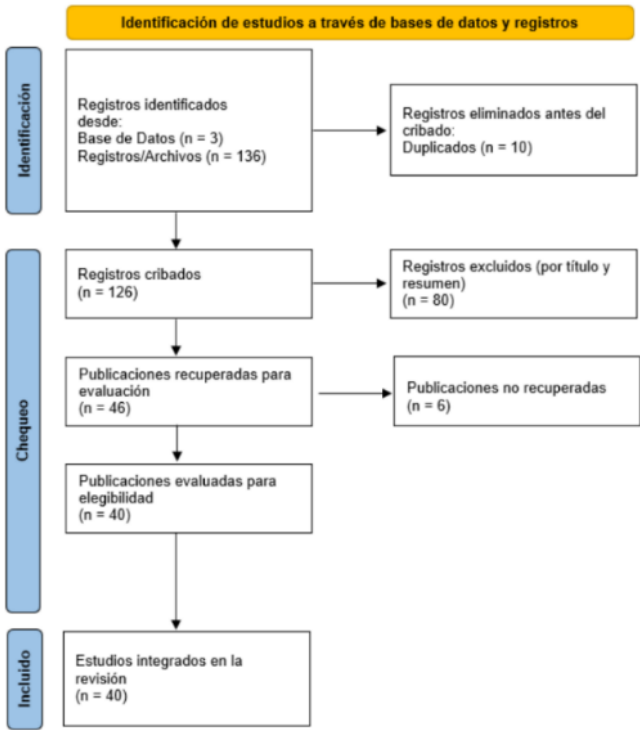 Identificación de estudios a través de bases de datos y registros
Identificación
Registros identificados
desde:
Base de Datos (n = 3)
Registros/Archivos (n = 136)
Registros eliminados antes del
cribado:
Duplicados (n = 10)
Chequeo
Registros cribados
(n = 126)
Registros excluidos (por título y
resumen)
(n = 80)
Publicaciones recuperadas para
evaluación
(n = 46)
Publicaciones no recuperadas
(n = 6)
Publicaciones evaluadas para
elegibilidad
(n = 40)
Incluido
Estudios integrados en la
revisión
(n = 40)